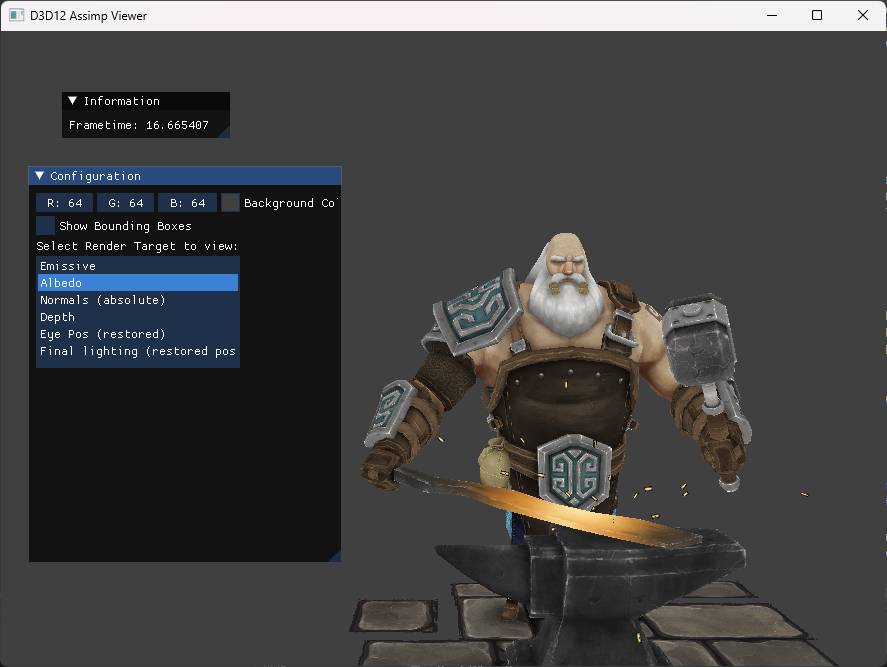 D3D12 Assimp Viewer
Information
Frametime: 16.665407
Configuration
R: 64 G: 64 B: 64 Background Co
Show Bounding Boxes
Select Render Target to view:
Emissive
Albedo
Normals (absolute)
Depth
Eye Pos (restored)
Final lighting (restored pos